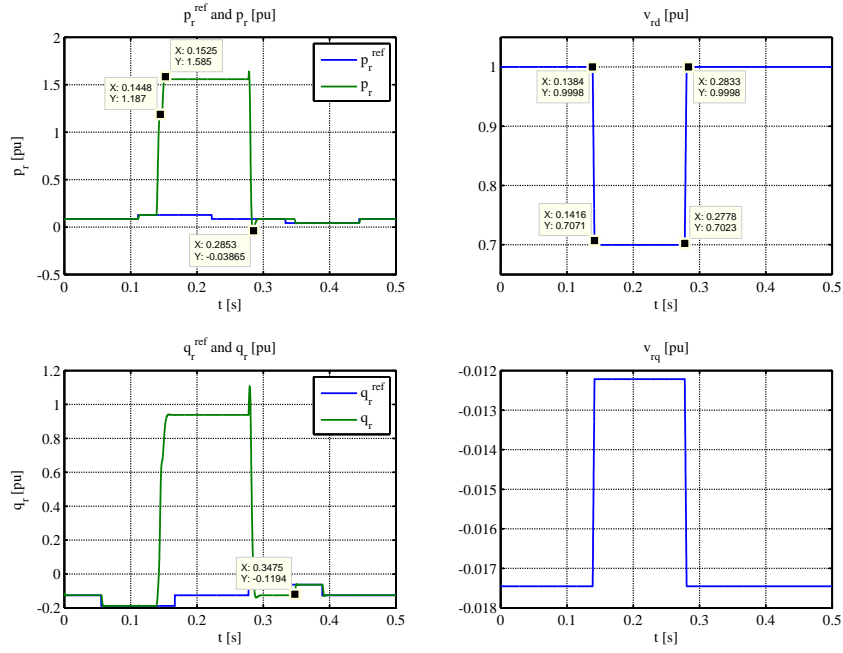 p_r^ref and p_r [pu]
2
1.5
1
0.5
0
-0.5
p_r [pu]
X: 0.1525
Y: 1.585
X: 0.1448
Y: 1.187
X: 0.2853
Y: -0.03865
p_r^ref
p_r
0 0.1 0.2 0.3 0.4 0.5
t [s]
v_rd [pu]
1
0.9
0.8
0.7
X: 0.1384
Y: 0.9998
X: 0.2833
Y: 0.9998
X: 0.1416
Y: 0.7071
X: 0.2778
Y: 0.7023
0 0.1 0.2 0.3 0.4 0.5
t [s]
q_r^ref and q_r [pu]
1.2
1
0.8
0.6
0.4
0.2
0
-0.2
q_r [pu]
q_r^ref
q_r
X: 0.3475
Y: -0.1194
0 0.1 0.2 0.3 0.4 0.5
t [s]
v_rq [pu]
-0.012
-0.013
-0.014
-0.015
-0.016
-0.017
-0.018
0 0.1 0.2 0.3 0.4 0.5
t [s]